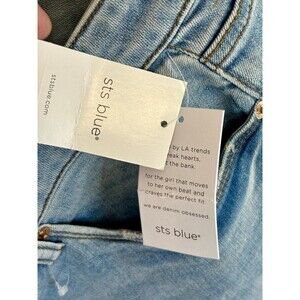 stsblue.com
sts blue®
by LA trends
eak hearts,
the bank.
for the girl that moves
to her own beat and
craves the perfect fit
we are denim obsessed.
sts blue®